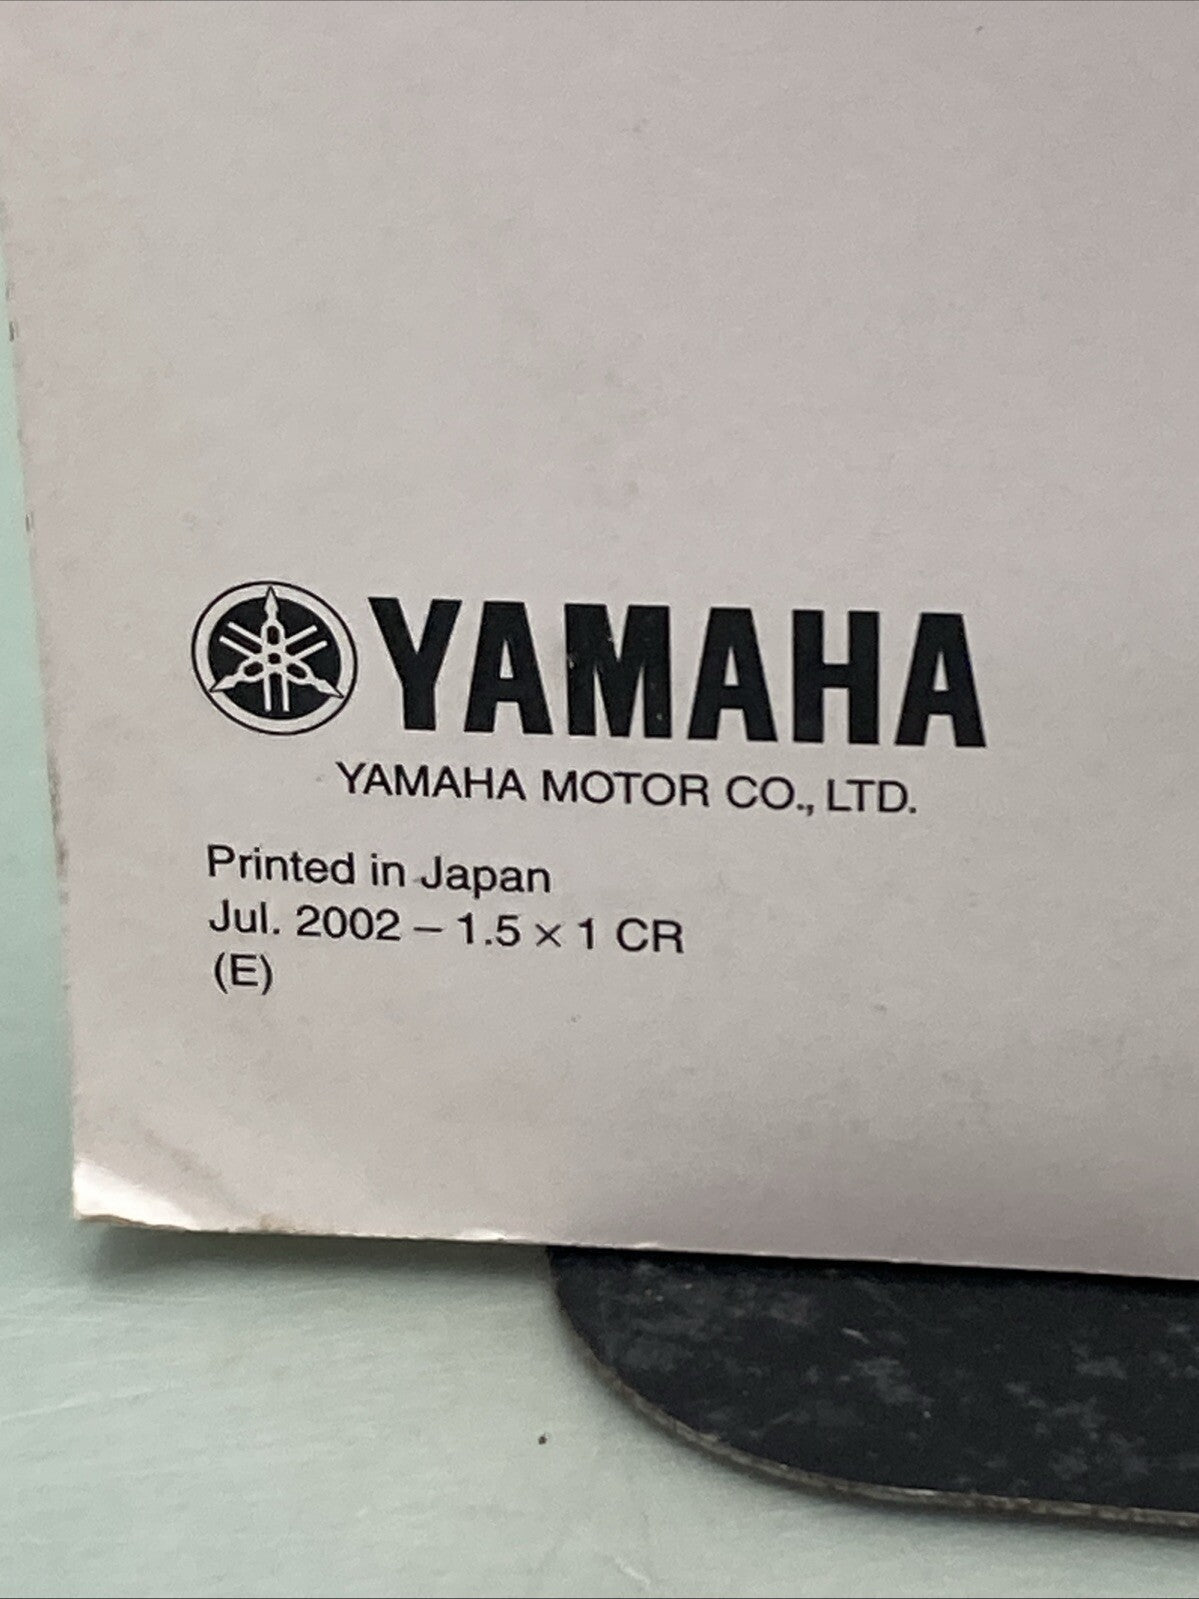 YAMAHA
YAMAHA MOTOR CO., LTD.
Printed in Japan
Jul. 2002 – 1.5 × 1 CR
(E)